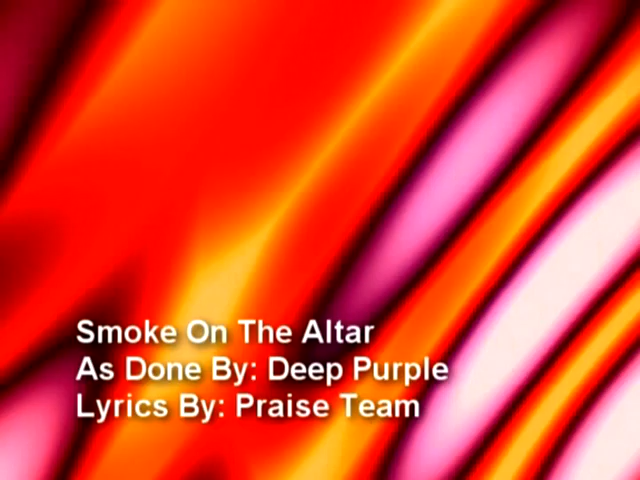 Smoke On The Altar
As Done By: Deep Purple
Lyrics By: Praise Team